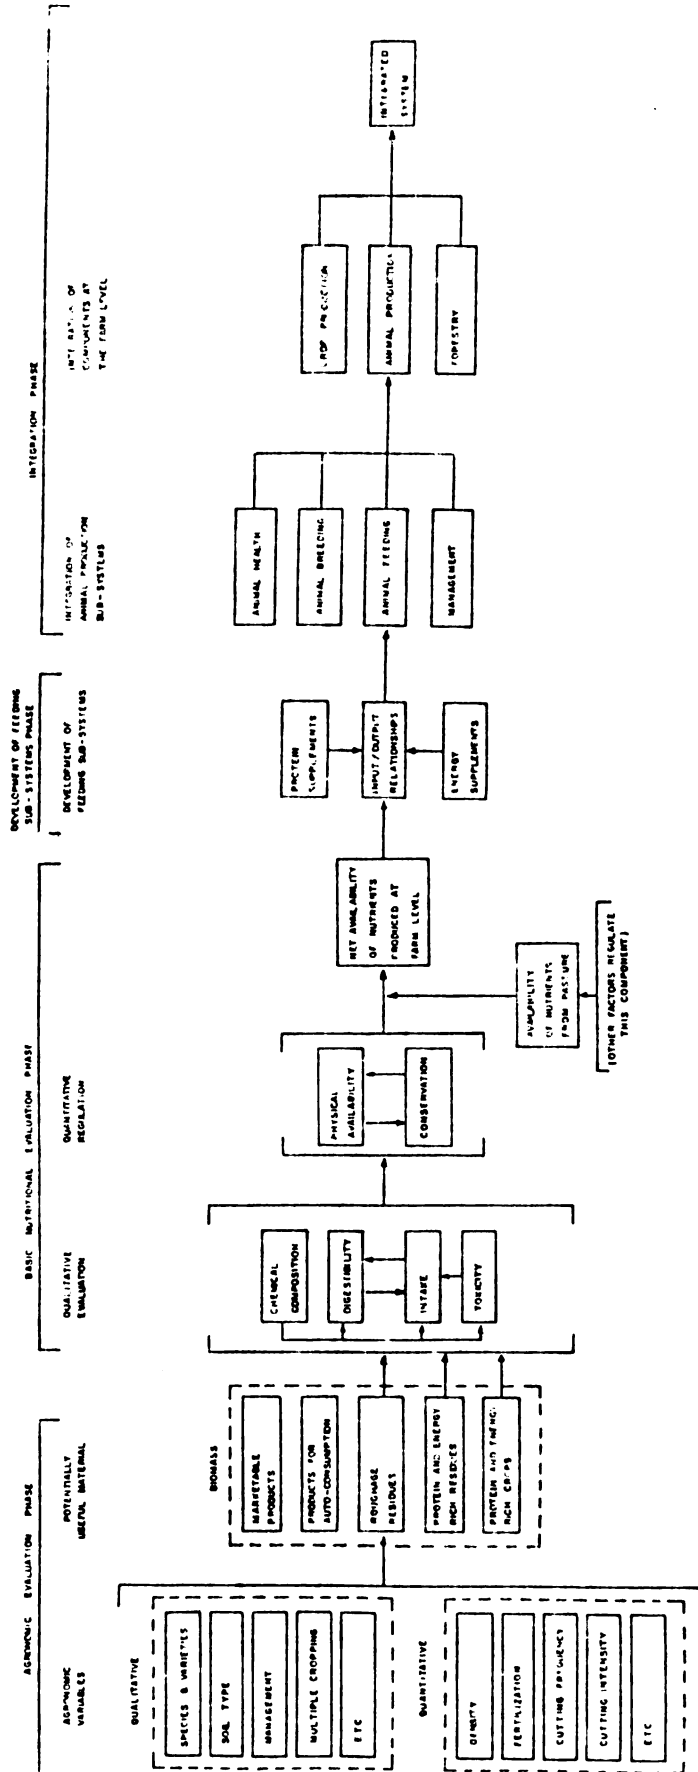 AGRONOMIC EVALUATION PHASE
AGRONOMIC
VARIABLES
POTENTIALLY
USEFUL MATERIAL
QUALITATIVE
SPECIES & VARIETIES
SOIL TYPE
MANAGEMENT
MULTIPLE CROPPING
ETC
QUANTITATIVE
DENSITY
FERTILIZATION
CUTTING FREQUENCY
CUTTING INTENSITY
ETC
BIOMASS
MARKETABLE
PRODUCTS
PRODUCTS FOR
AUTO-CONSUMPTION
ROUGHAGE
RESIDUES
PROTEIN AND ENERGY
RICH RESIDUES
PROTEIN AND ENERGY
RICH CROPS
BASIC NUTRITIONAL EVALUATION PHASE
QUALITATIVE
EVALUATION
QUANTITATIVE
REGULATION
CHEMICAL
COMPOSITION
DIGESTIBILITY
INTAKE
TOXICITY
PHYSICAL
AVAILABILITY
CONSERVATION
NET AVAILABILITY
OF NUTRIENTS
PRODUCED AT
FARM LEVEL
AVAILABILITY
OF NUTRIENTS
FROM PASTURE
(OTHER FACTORS REGULATE
THIS COMPONENT)
DEVELOPMENT OF FEEDING
SUB-SYSTEMS PHASE
DEVELOPMENT OF
FEEDING SUB-SYSTEMS
PROTEIN
SUPPLEMENTS
INPUT/OUTPUT
RELATIONSHIPS
ENERGY
SUPPLEMENTS
INTEGRATION PHASE
INTEGRATION OF
ANIMAL PRODUCTION
SUB-SYSTEMS
INTEGRATION OF
COMPONENTS AT
THE FARM LEVEL
ANIMAL HEALTH
ANIMAL BREEDING
ANIMAL FEEDING
MANAGEMENT
CROP PRODUCTION
ANIMAL PRODUCTION
FORESTRY
INTEGRATED
SYSTEM